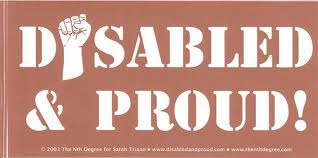 DISABLED
& PROUD!
© 2003 The Nth Degree for Sarah Triano • www.disabledandproud.com • www.thenthdegree.com